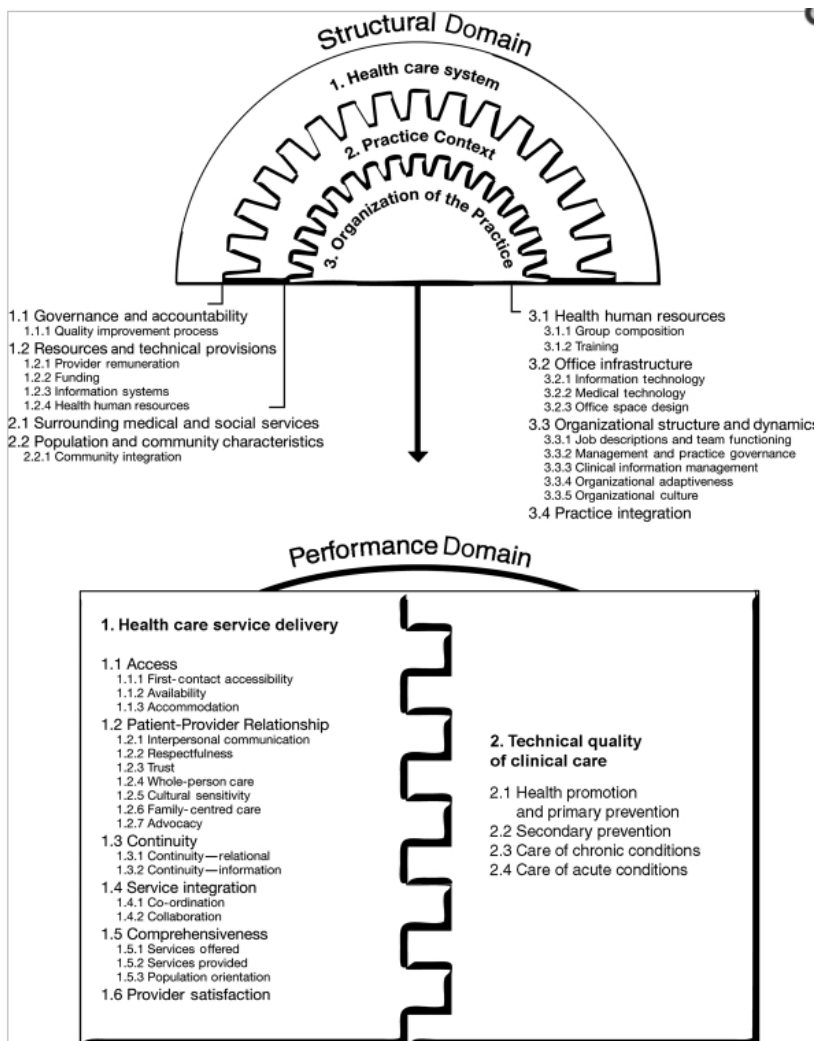 Structural Domain
1. Health care system
2. Practice Context
3. Organization of the Practice
1.1 Governance and accountability
1.1.1 Quality improvement process
1.2 Resources and technical provisions
1.2.1 Provider remuneration
1.2.2 Funding
1.2.3 Information systems
1.2.4 Health human resources
2.1 Surrounding medical and social services
2.2 Population and community characteristics
2.2.1 Community integration
3.1 Health human resources
3.1.1 Group composition
3.1.2 Training
3.2 Office infrastructure
3.2.1 Information technology
3.2.2 Medical technology
3.2.3 Office space design
3.3 Organizational structure and dynamics
3.3.1 Job descriptions and team functioning
3.3.2 Management and practice governance
3.3.3 Clinical information management
3.3.4 Organizational adaptiveness
3.3.5 Organizational culture
3.4 Practice integration
Performance Domain
1. Health care service delivery
1.1 Access
1.1.1 First-contact accessibility
1.1.2 Availability
1.1.3 Accommodation
1.2 Patient-Provider Relationship
1.2.1 Interpersonal communication
1.2.2 Respectfulness
1.2.3 Trust
1.2.4 Whole-person care
1.2.5 Cultural sensitivity
1.2.6 Family-centred care
1.2.7 Advocacy
1.3 Continuity
1.3.1 Continuity—relational
1.3.2 Continuity—information
1.4 Service integration
1.4.1 Co-ordination
1.4.2 Collaboration
1.5 Comprehensiveness
1.5.1 Services offered
1.5.2 Services provided
1.5.3 Population orientation
1.6 Provider satisfaction
2. Technical quality
of clinical care
2.1 Health promotion
and primary prevention
2.2 Secondary prevention
2.3 Care of chronic conditions
2.4 Care of acute conditions